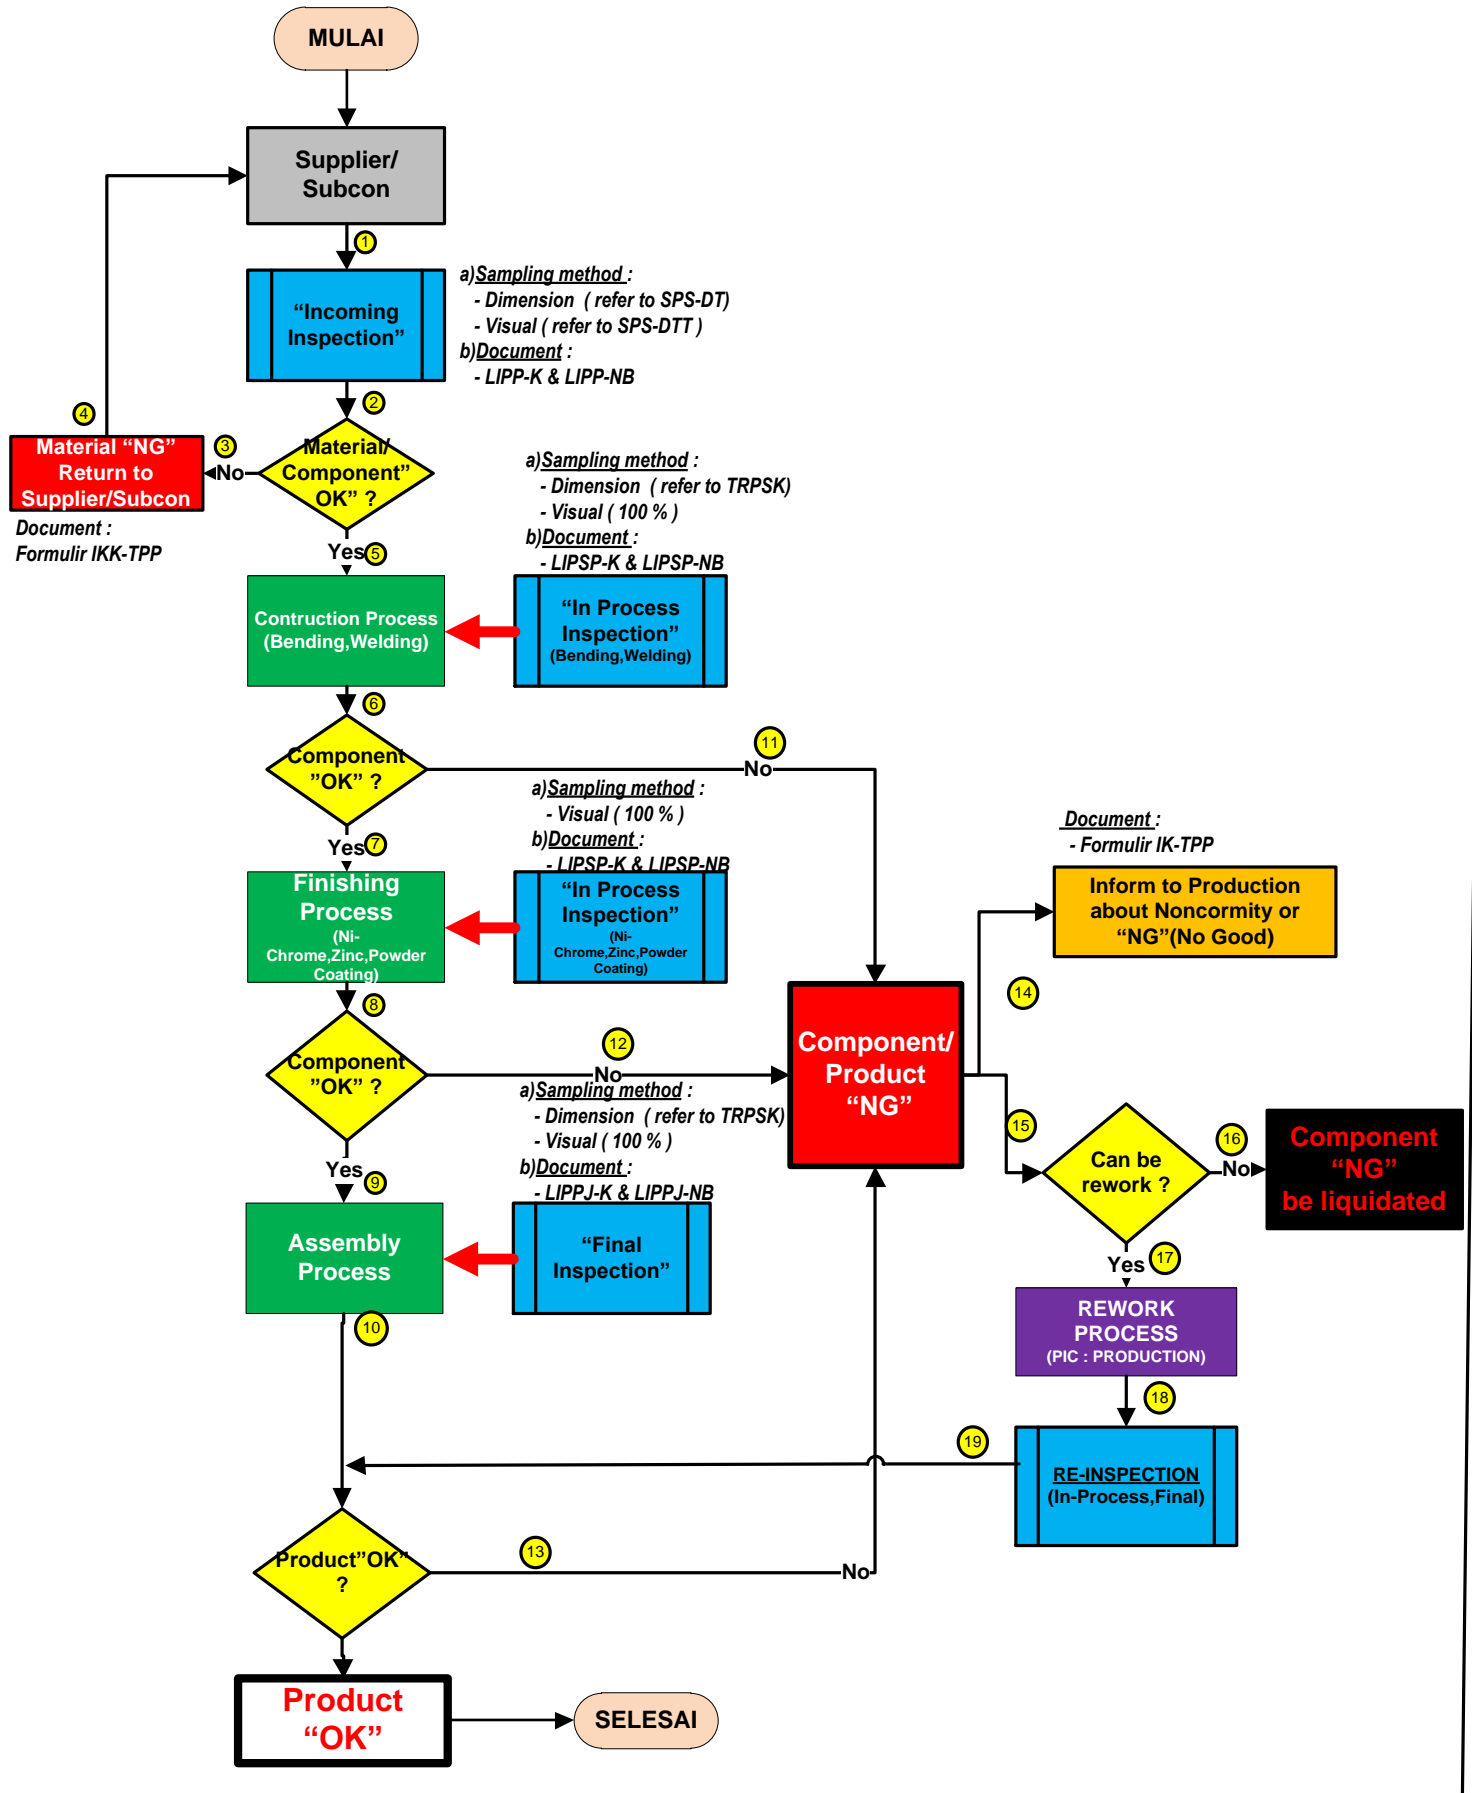 MULAI
Supplier/
Subcon
1
"Incoming
Inspection"
a)Sampling method :
- Dimension ( refer to SPS-DT)
- Visual ( refer to SPS-DTT )
b)Document :
- LIPP-K & LIPP-NB
2
Material/
Component"
OK" ?
3
No
4
Material "NG"
Return to
Supplier/Subcon
Document :
Formulir IKK-TPP
Yes
5
a)Sampling method :
- Dimension ( refer to TRPSK)
- Visual ( 100 % )
b)Document :
- LIPSP-K & LIPSP-NB
Contruction Process
(Bending,Welding)
"In Process
Inspection"
(Bending,Welding)
6
Component
"OK" ?
11
No
Yes
7
a)Sampling method :
- Visual ( 100 % )
b)Document :
- LIPSP-K & LIPSP-NB
Finishing
Process
(Ni-
Chrome,Zinc,Powder
Coating)
"In Process
Inspection"
(Ni-
Chrome,Zinc,Powder
Coating)
8
Component
"OK" ?
12
No
Yes
9
a)Sampling method :
- Dimension ( refer to TRPSK)
- Visual ( 100 % )
b)Document :
- LIPPJ-K & LIPPJ-NB
Assembly
Process
"Final
Inspection"
10
Component/
Product
"NG"
Document :
- Formulir IK-TPP
Inform to Production
about Noncormity or
"NG"(No Good)
14
15
Can be
rework ?
16
No
Component
"NG"
be liquidated
Yes
17
REWORK
PROCESS
(PIC : PRODUCTION)
18
RE-INSPECTION
(In-Process,Final)
19
Product"OK"
?
13
No
Product
"OK"
SELESAI